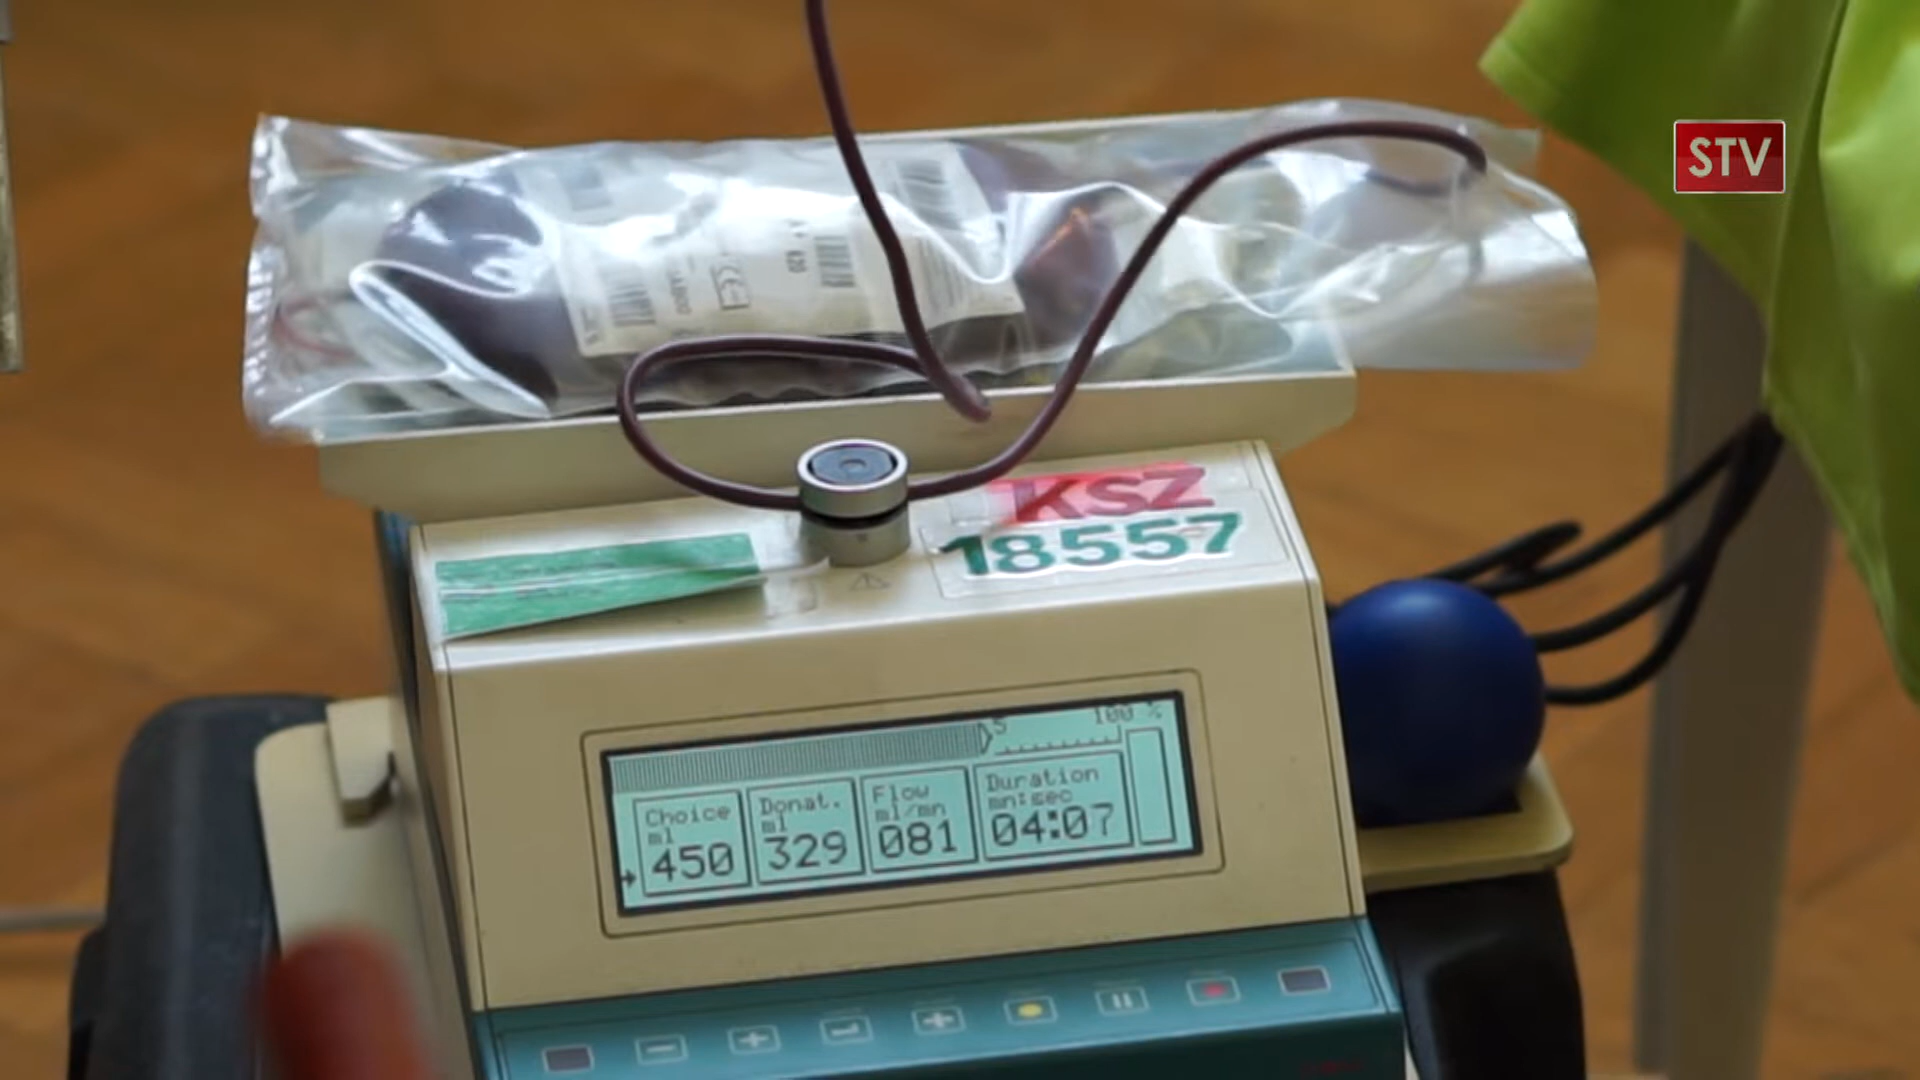 STV
CE
KSZ
18557
100 %
Choice
ml
450
Donat.
ml
329
Flow
ml/mn
081
Duration
mn:sec
04:07